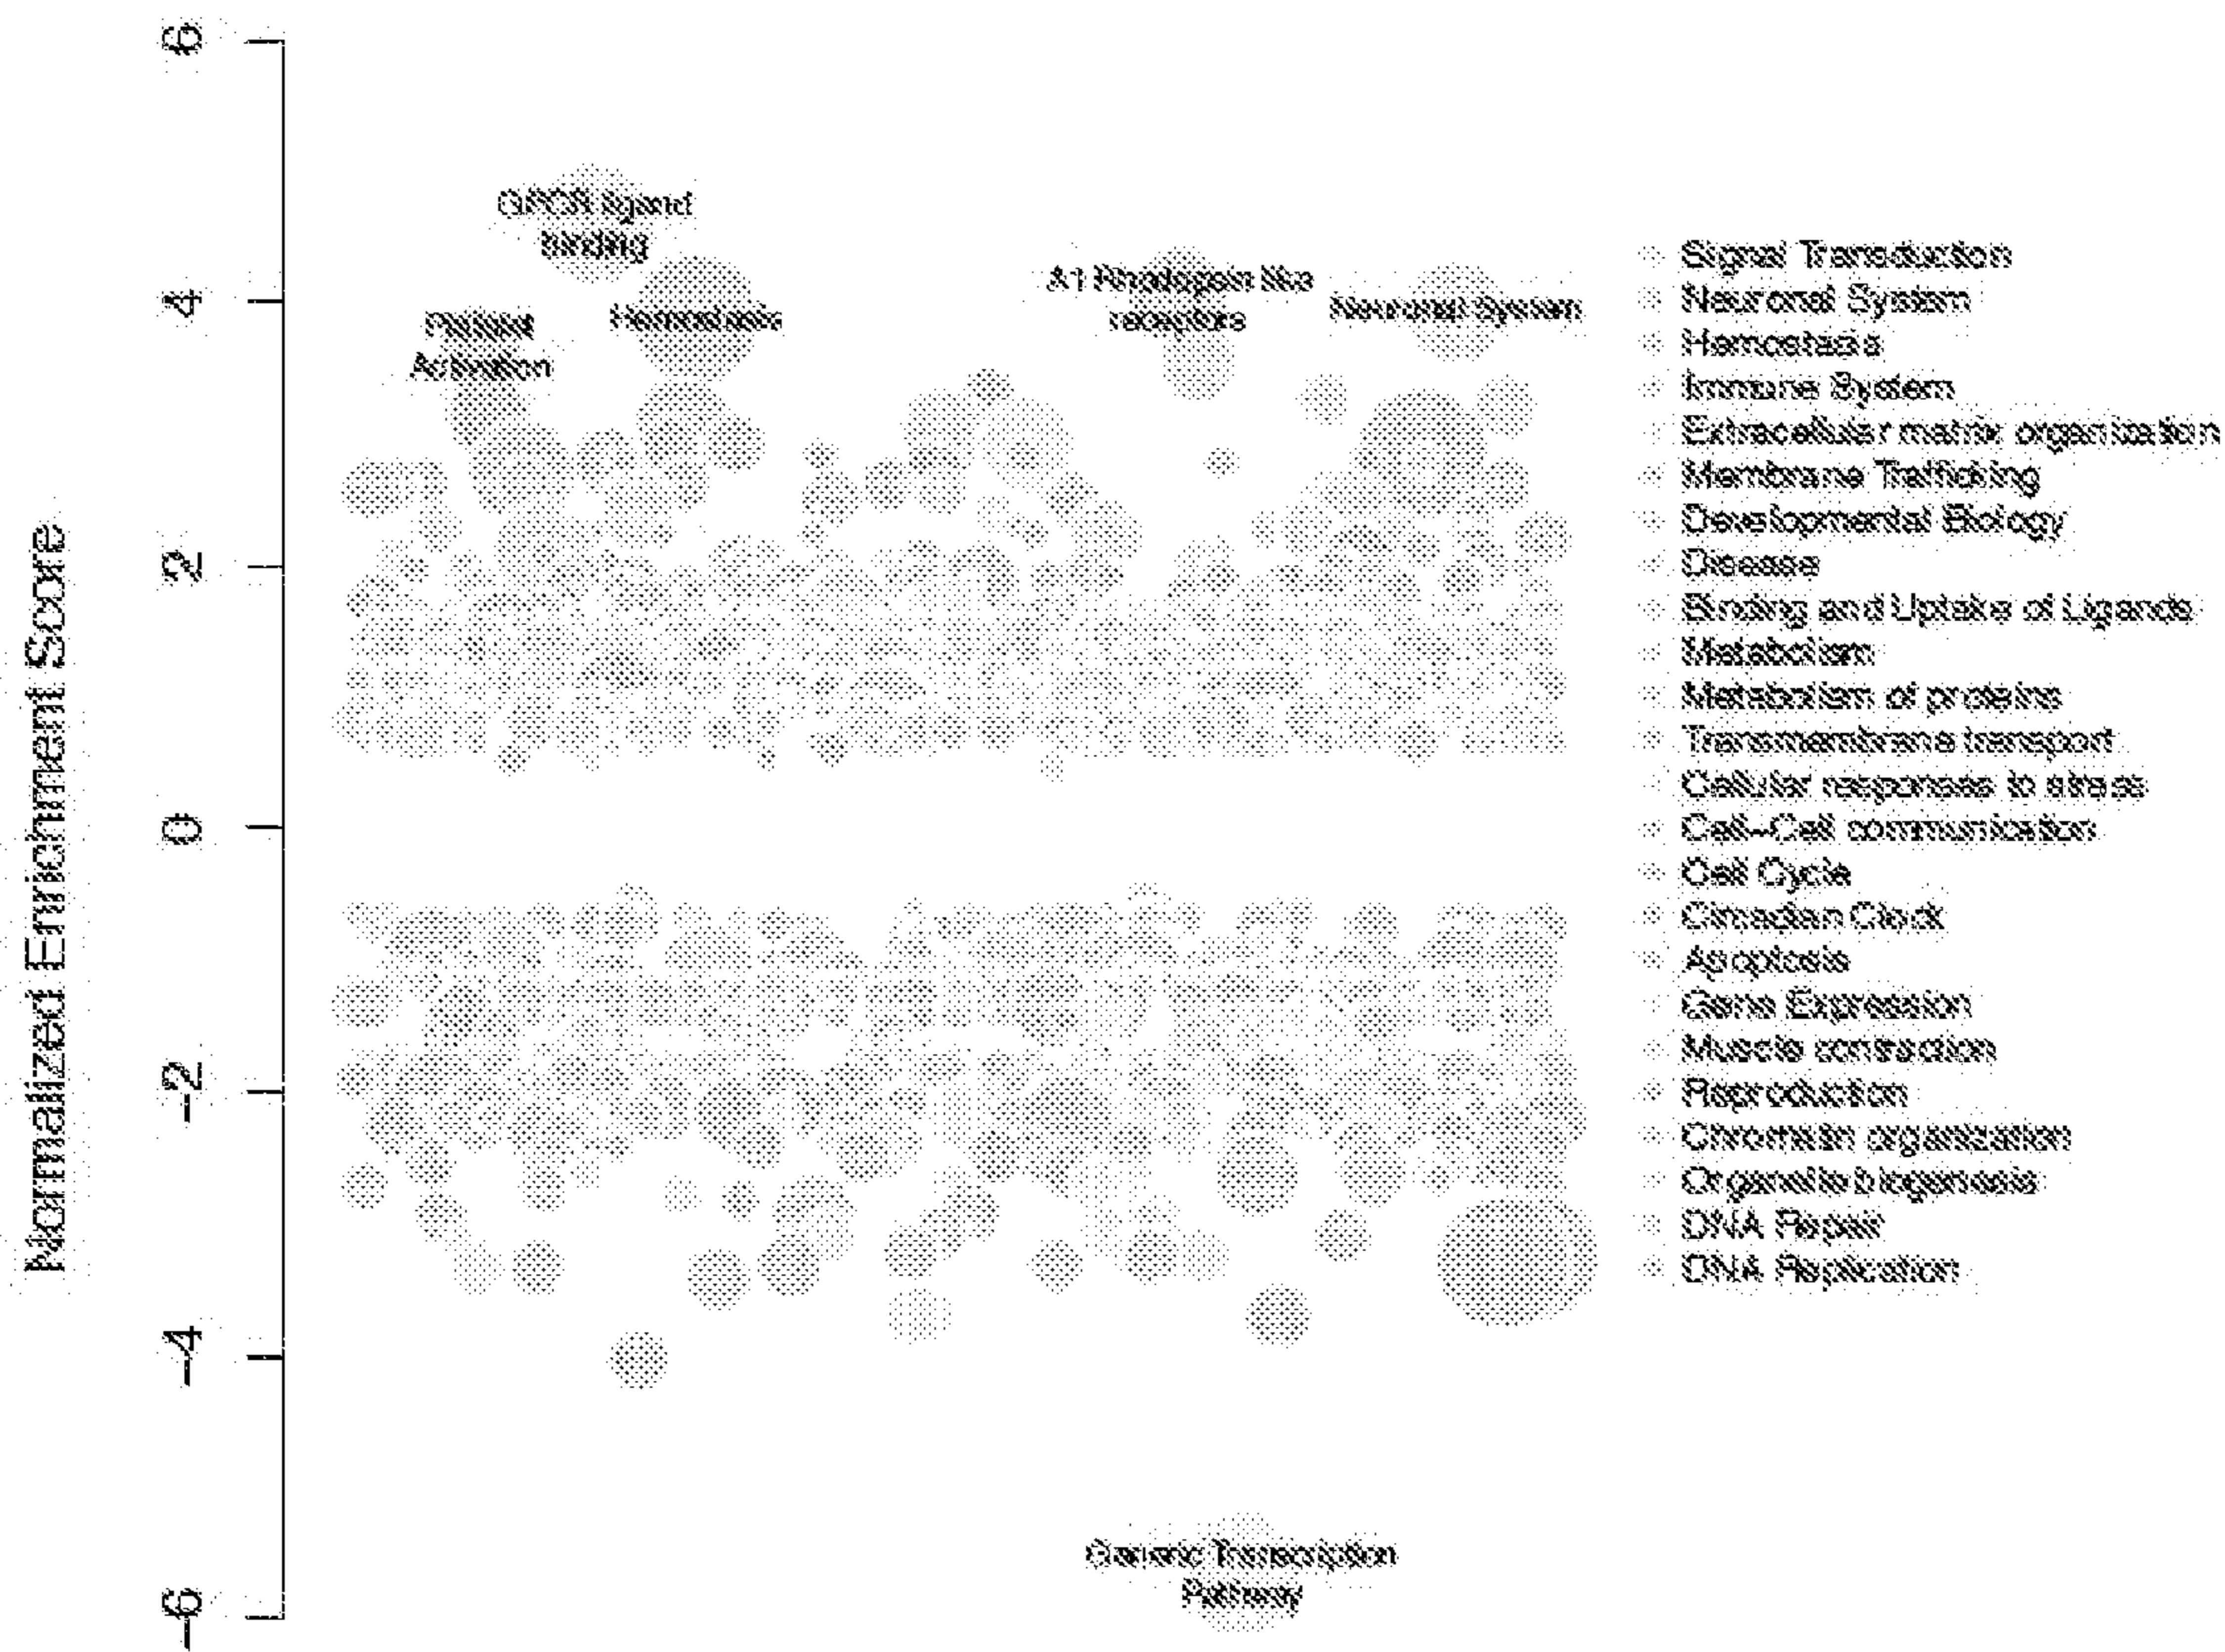 6
4
2
0
-2
-4
-6
Normalized Enrichment Score
GPCR ligand
binding
Platelet
Activation
Hemostasis
A1 Rhodopsin like
receptors
Neuronal System
Generic Transcription
Pathway
Signal Transduction
Neuronal System
Hemostasis
Immune System
Extracellular matrix organization
Membrane Trafficking
Developmental Biology
Disease
Binding and Uptake of Ligands
Metabolism
Metabolism of proteins
Transmembrane transport
Cellular responses to stress
Cell-Cell communication
Cell Cycle
Circadian Clock
Apoptosis
Gene Expression
Muscle contraction
Reproduction
Chromatin organization
Organelle biogenesis
DNA Repair
DNA Replication